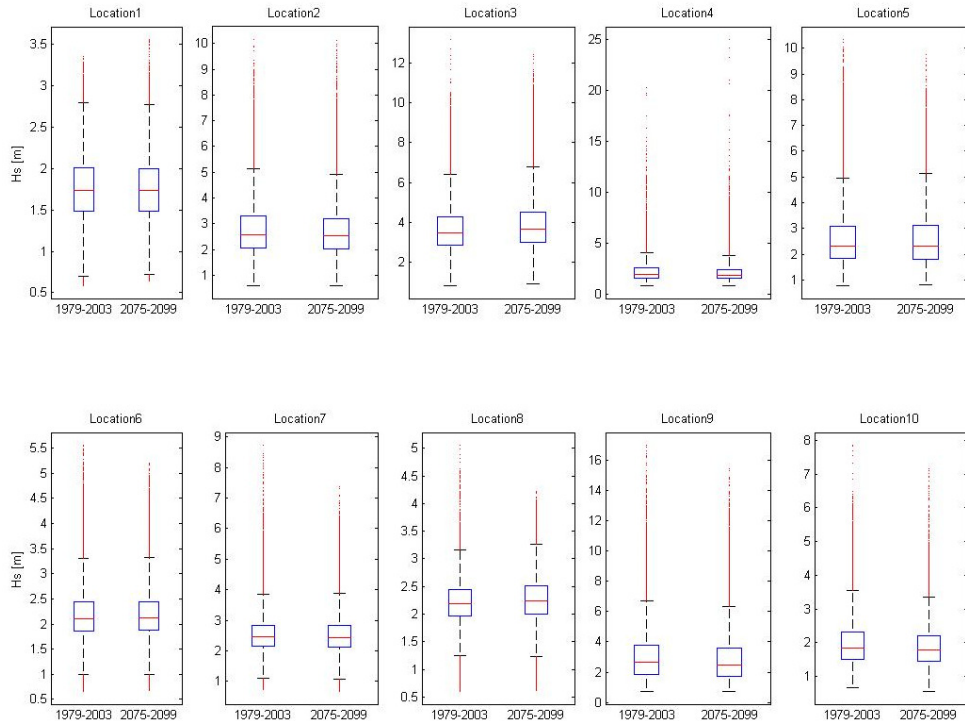 Location1 Location2 Location3 Location4 Location5
Hs [m]
3.5 3 2.5 2 1.5 1 0.5
10 9 8 7 6 5 4 3 2 1
12 10 8 6 4 2
25 20 15 10 5 0
10 9 8 7 6 5 4 3 2 1
1979-2003 2075-2099 1979-2003 2075-2099 1979-2003 2075-2099 1979-2003 2075-2099 1979-2003 2075-2099
Location6 Location7 Location8 Location9 Location10
Hs [m]
5.5 5 4.5 4 3.5 3 2.5 2 1.5 1 0.5
9 8 7 6 5 4 3 2 1
5 4.5 4 3.5 3 2.5 2 1.5 1 0.5
16 14 12 10 8 6 4 2 0
8 7 6 5 4 3 2 1
1979-2003 2075-2099 1979-2003 2075-2099 1979-2003 2075-2099 1979-2003 2075-2099 1979-2003 2075-2099